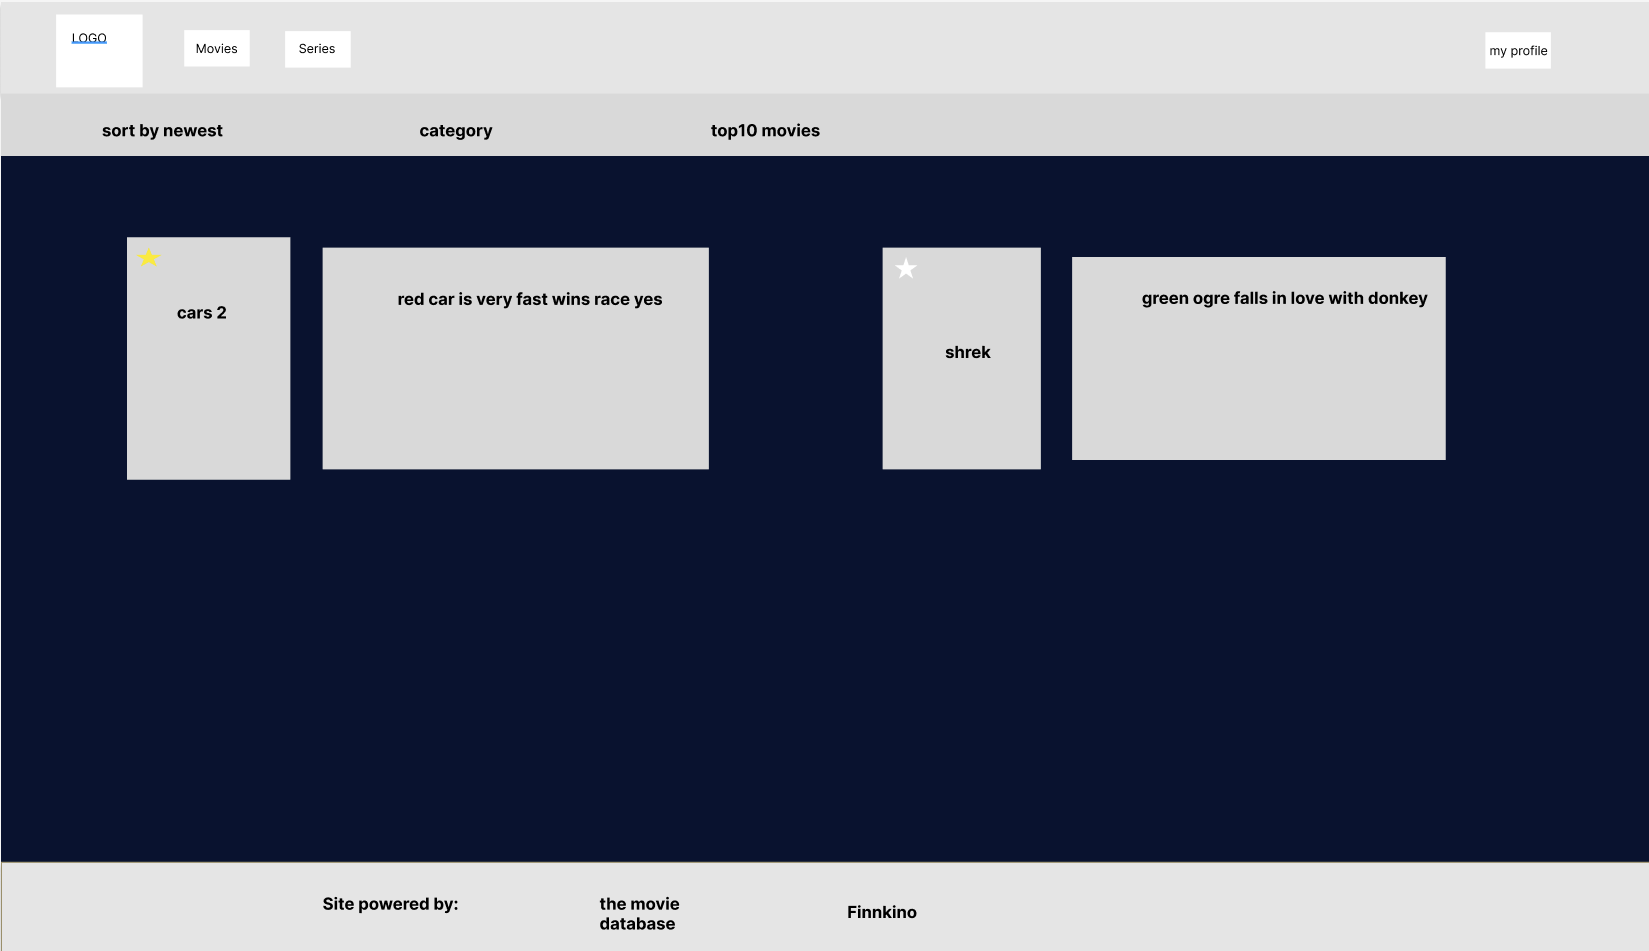 LOGO
Movies
Series
my profile
sort by newest
category
top10 movies
cars 2
red car is very fast wins race yes
shrek
green ogre falls in love with donkey
Site powered by:
the movie
database
Finnkino